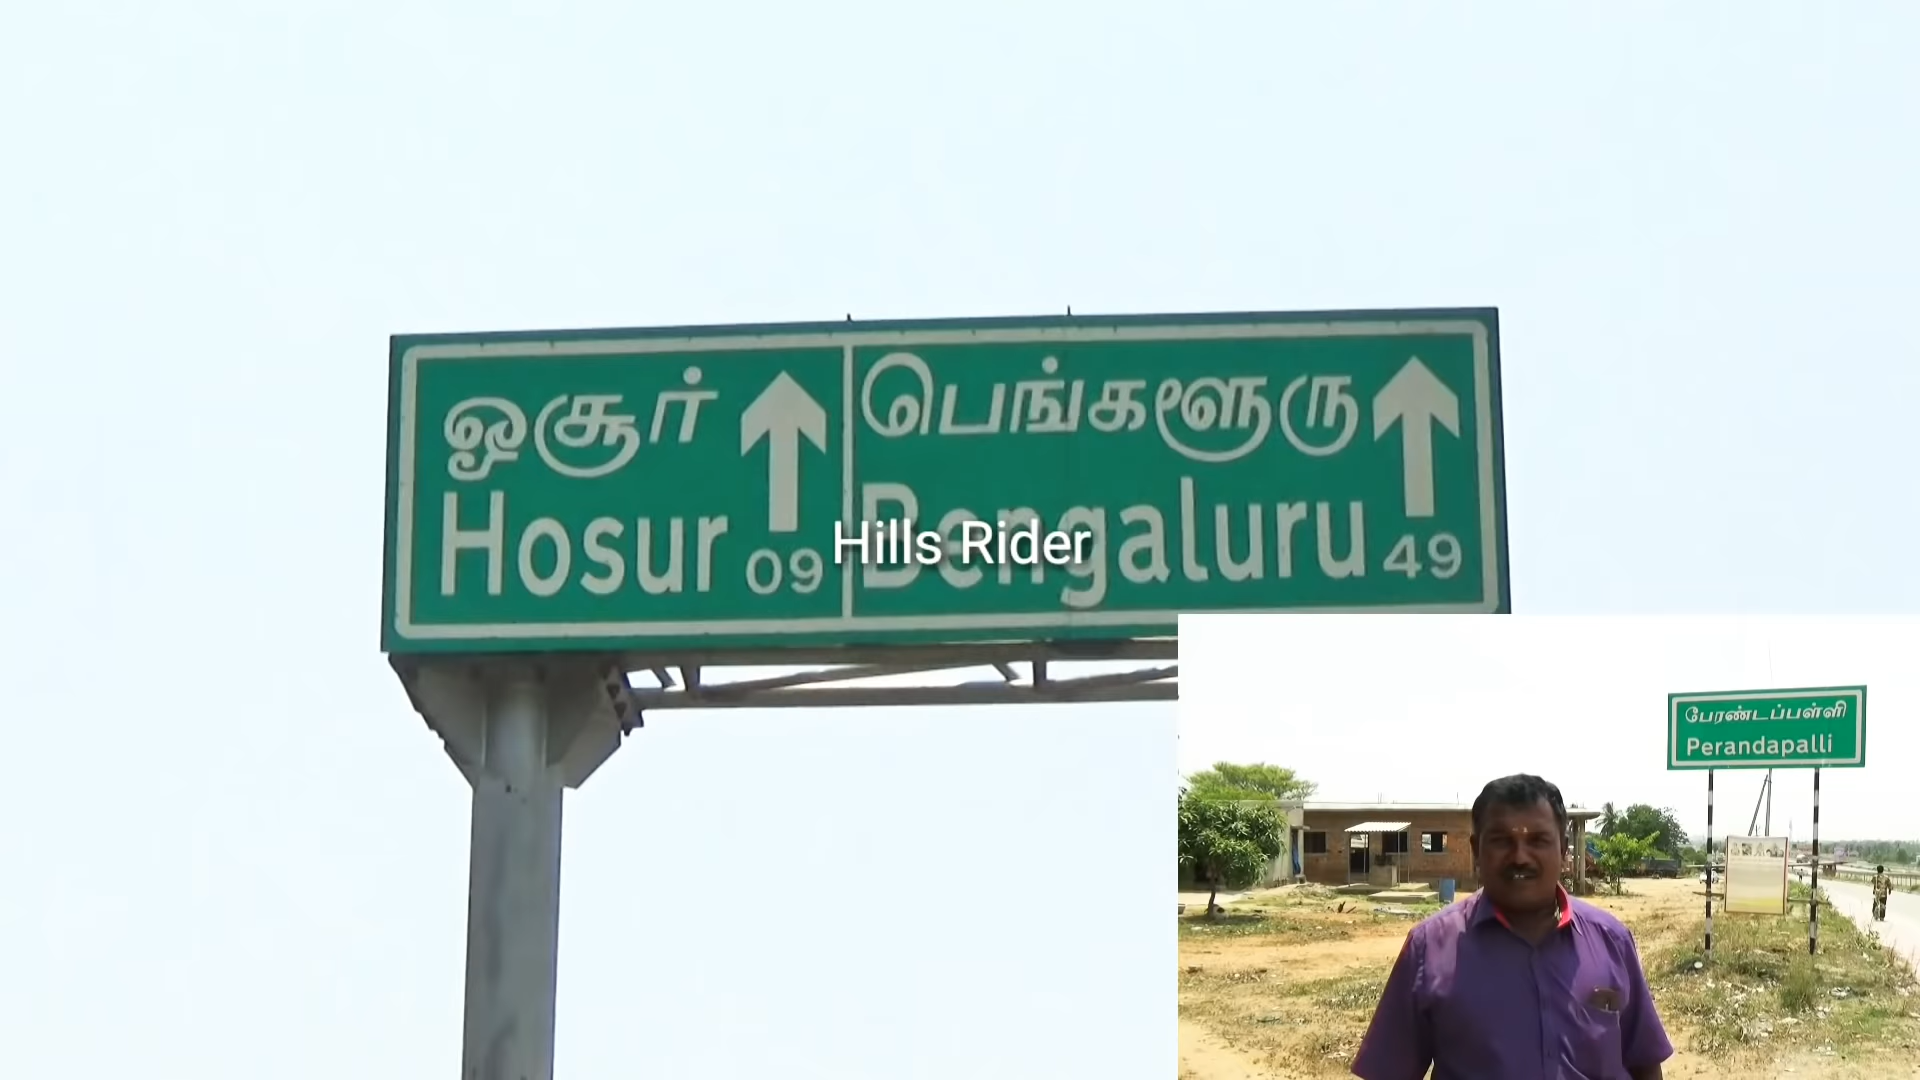 ஓசூர்
Hosur 09
பெங்களூரு
Bengaluru 49
Hills Rider
பேரண்டப்பள்ளி
Perandapalli